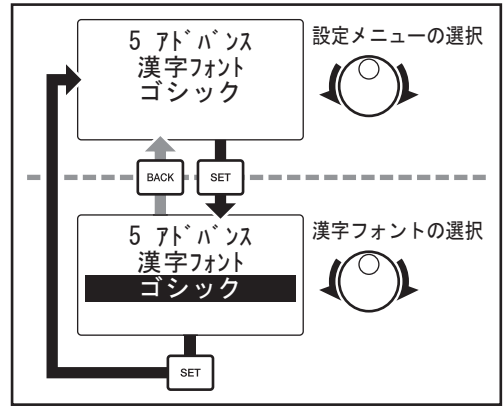 5 ｱﾄﾞﾊﾞﾝｽ
漢字ﾌｫﾝﾄ
ゴシック
設定メニューの選択
BACK
SET
5 ｱﾄﾞﾊﾞﾝｽ
漢字ﾌｫﾝﾄ
ゴシック
漢字フォントの選択
SET